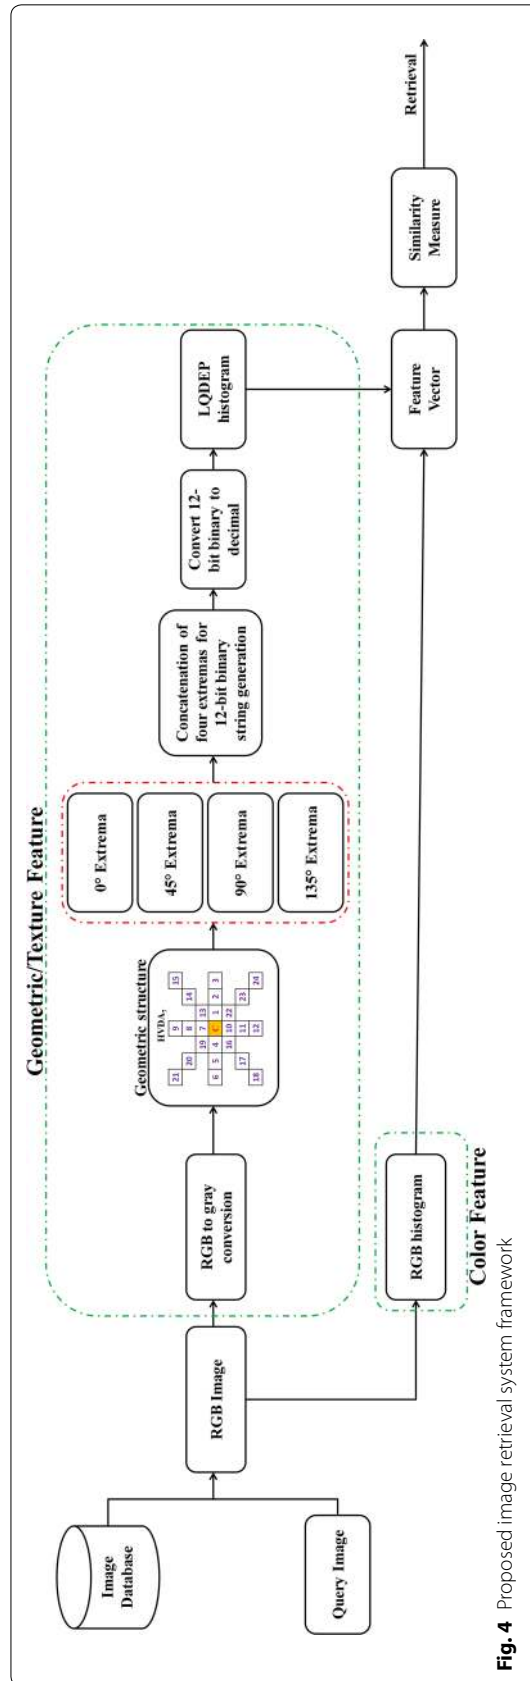 Geometric/Texture Feature
Image
Database
Query Image
RGB Image
RGB to gray
conversion
Geometric structure
HVDA₇
21 9 15
20 8 14
19 7 13
6 5 4 C 1 2 3
16 10 22
17 11 23
18 12 24
0° Extrema
45° Extrema
90° Extrema
135° Extrema
Concatenation of
four extremas for
12-bit binary
string generation
Convert 12-
bit binary to
decimal
LQDEP
histogram
RGB histogram
Color Feature
Feature
Vector
Similarity
Measure
Retrieval
Fig. 4 Proposed image retrieval system framework